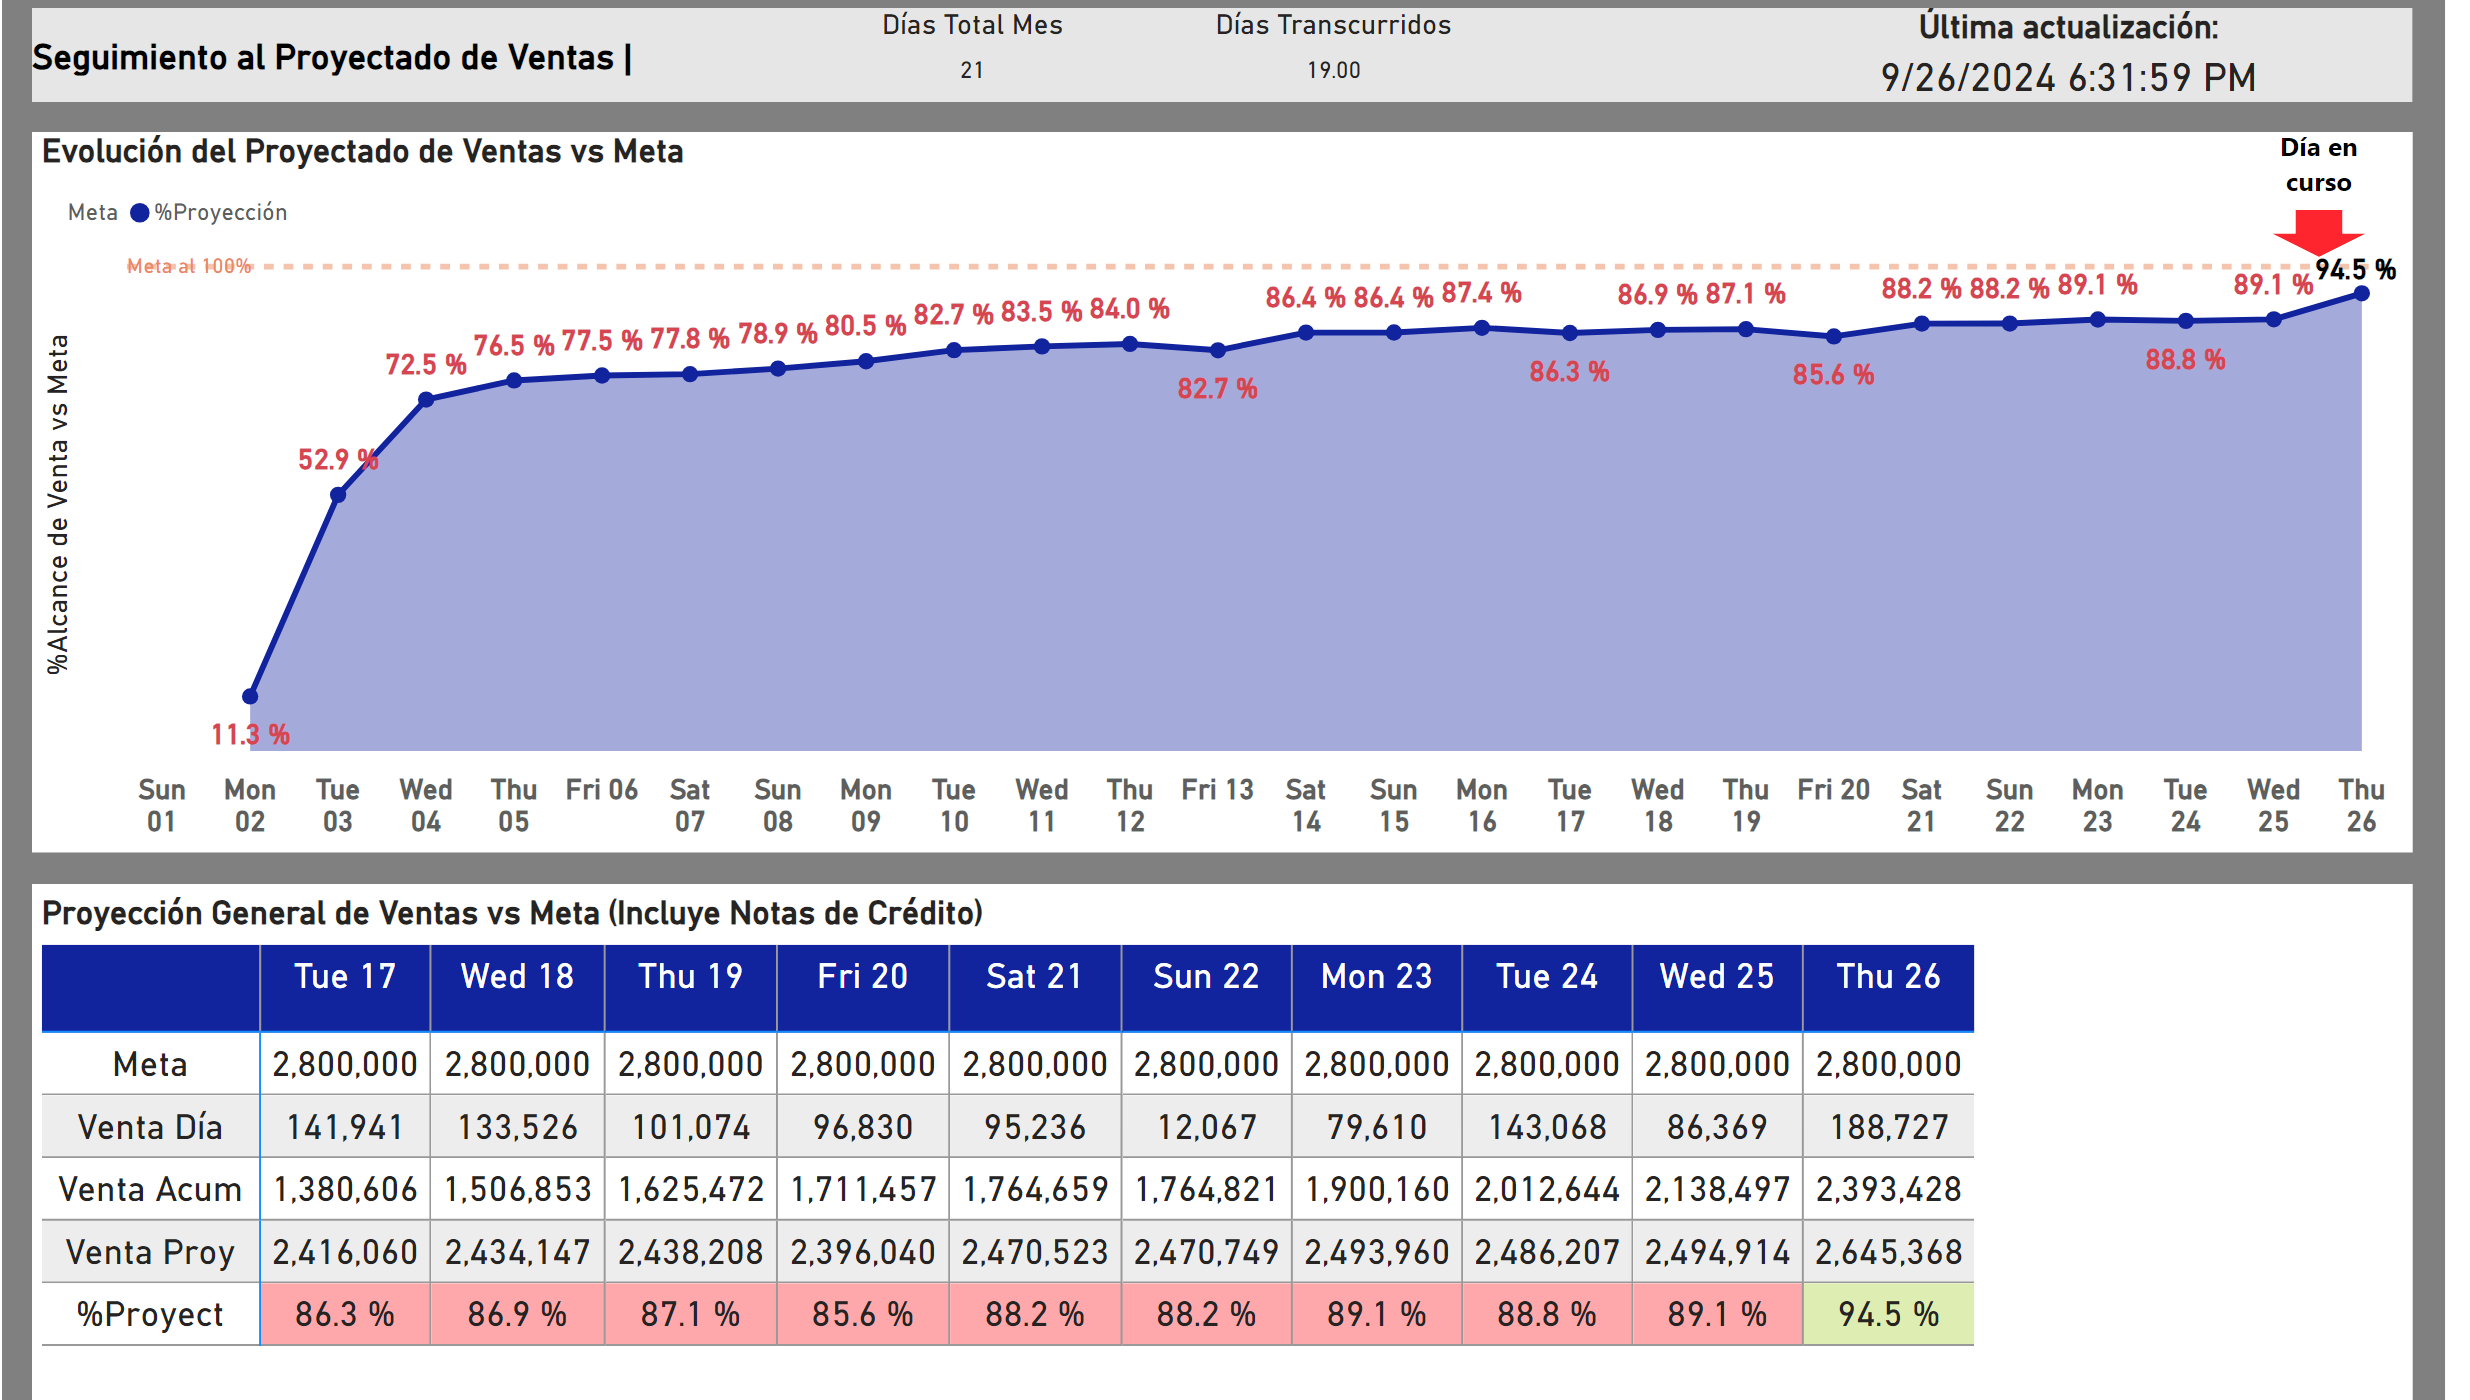 Seguimiento al Proyectado de Ventas |
Días Total Mes
21
Días Transcurridos
19.00
Última actualización:
9/26/2024 6:31:59 PM
Evolución del Proyectado de Ventas vs Meta
Día en
curso
Meta %Proyección
Meta al 100%
%Alcance de Venta vs Meta
11.3 %
52.9 %
72.5 %
76.5 %
77.5 %
77.8 %
78.9 %
80.5 %
82.7 %
83.5 %
84.0 %
82.7 %
86.4 %
86.4 %
87.4 %
86.3 %
86.9 %
87.1 %
85.6 %
88.2 %
88.2 %
89.1 %
88.8 %
89.1 %
94.5 %
Sun 01
Mon 02
Tue 03
Wed 04
Thu 05
Fri 06
Sat 07
Sun 08
Mon 09
Tue 10
Wed 11
Thu 12
Fri 13
Sat 14
Sun 15
Mon 16
Tue 17
Wed 18
Thu 19
Fri 20
Sat 21
Sun 22
Mon 23
Tue 24
Wed 25
Thu 26
Proyección General de Ventas vs Meta (Incluye Notas de Crédito)
Tue 17 Wed 18 Thu 19 Fri 20 Sat 21 Sun 22 Mon 23 Tue 24 Wed 25 Thu 26
Meta 2,800,000 2,800,000 2,800,000 2,800,000 2,800,000 2,800,000 2,800,000 2,800,000 2,800,000 2,800,000
Venta Día 141,941 133,526 101,074 96,830 95,236 12,067 79,610 143,068 86,369 188,727
Venta Acum 1,380,606 1,506,853 1,625,472 1,711,457 1,764,659 1,764,821 1,900,160 2,012,644 2,138,497 2,393,428
Venta Proy 2,416,060 2,434,147 2,438,208 2,396,040 2,470,523 2,470,749 2,493,960 2,486,207 2,494,914 2,645,368
%Proyect 86.3 % 86.9 % 87.1 % 85.6 % 88.2 % 88.2 % 89.1 % 88.8 % 89.1 % 94.5 %